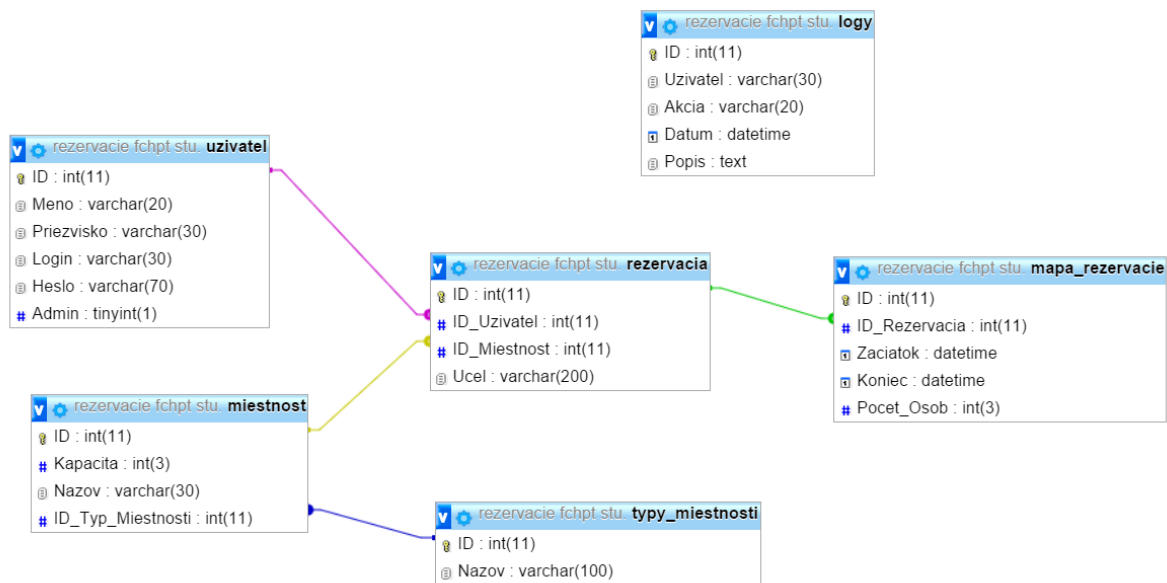 rezervacie fchpt stu. logy
ID : int(11)
Uzivatel : varchar(30)
Akcia : varchar(20)
Datum : datetime
Popis : text
rezervacie fchpt stu. uzivatel
ID : int(11)
Meno : varchar(20)
Priezvisko : varchar(30)
Login : varchar(30)
Heslo : varchar(70)
Admin : tinyint(1)
rezervacie fchpt stu. rezervacia
ID : int(11)
ID_Uzivatel : int(11)
ID_Miestnost : int(11)
Ucel : varchar(200)
rezervacie fchpt stu. mapa_rezervacie
ID : int(11)
ID_Rezervacia : int(11)
Zaciatok : datetime
Koniec : datetime
Pocet_Osob : int(3)
rezervacie fchpt stu. miestnost
ID : int(11)
Kapacita : int(3)
Nazov : varchar(30)
ID_Typ_Miestnosti : int(11)
rezervacie fchpt stu. typy_miestnosti
ID : int(11)
Nazov : varchar(100)